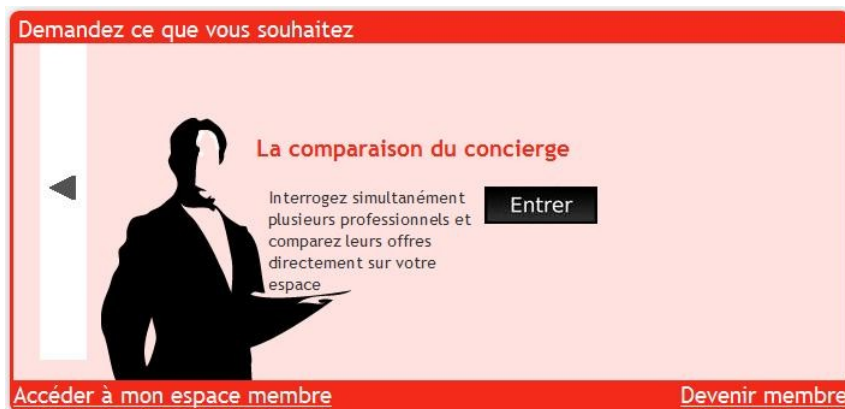 Demandez ce que vous souhaitez
La comparaison du concierge
Interrogez simultanément
plusieurs professionnels et
comparez leurs offres
directement sur votre
espace
Entrer
Accéder à mon espace membre
Devenir membre